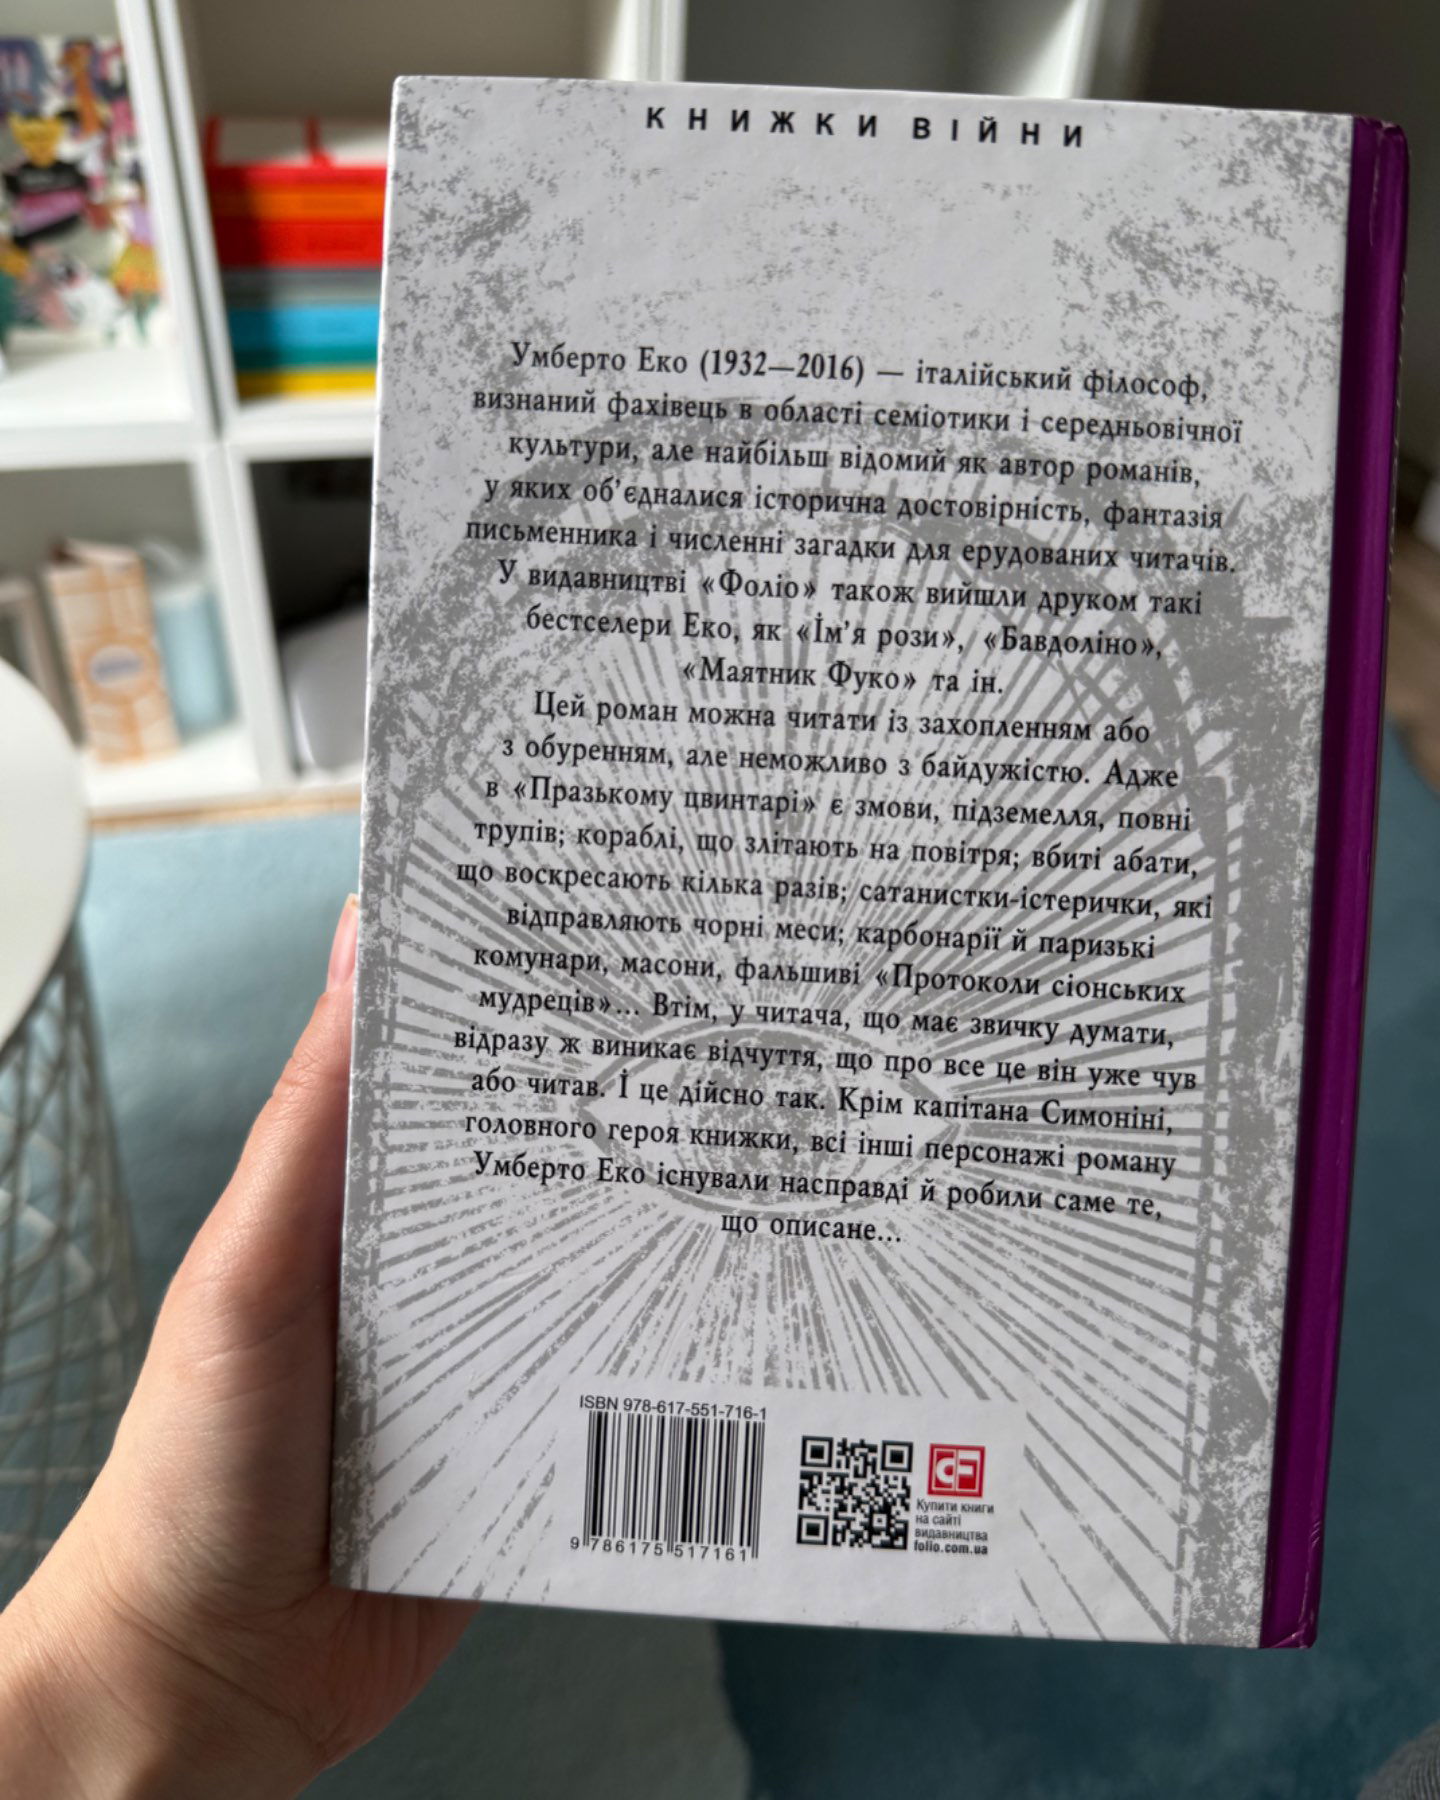 КНИЖКИ ВІЙНИ
Умберто Еко (1932—2016) — італійський філософ,
визнаний фахівець в області семіотики і середньовічної
культури, але найбільш відомий як автор романів,
у яких об’єдналися історична достовірність, фантазія
письменника і численні загадки для ерудованих читачів.
У видавництві «Фоліо» також вийшли друком такі
бестселери Еко, як «Ім’я рози», «Бавдоліно»,
«Маятник Фуко» та ін.
Цей роман можна читати із захопленням або
з обуренням, але неможливо з байдужістю. Адже
в «Празькому цвинтарі» є змови, підземелля, повні
трупів; кораблі, що злітають на повітря; вбиті абати,
що воскресають кілька разів; сатанистки-істерички, які
відправляють чорні меси; карбонарії й паризькі
комунари, масони, фальшиві «Протоколи сіонських
мудреців»... Втім, у читача, що має звичку думати,
відразу ж виникає відчуття, що про все це він уже чув
або читав. І це дійсно так. Крім капітана Симоніні,
головного героя книжки, всі інші персонажі роману
Умберто Еко існували насправді й робили саме те,
що описане...
ISBN 978-617-551-716-1
9 786175 517161
CF
Купити книги
на сайті
видавництва
folio.com.ua